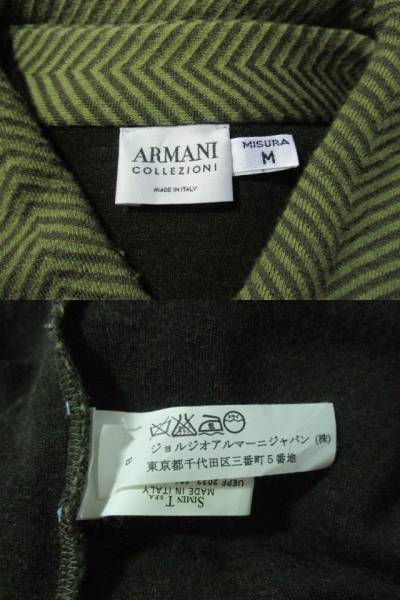 ARMANI
COLLEZIONI
MADE IN ITALY
MISURA
M
ジョルジオアルマーニジャパン (株)
東京都千代田区三番町5番地
MADE IN ITALY
SIMINT S.P.A.